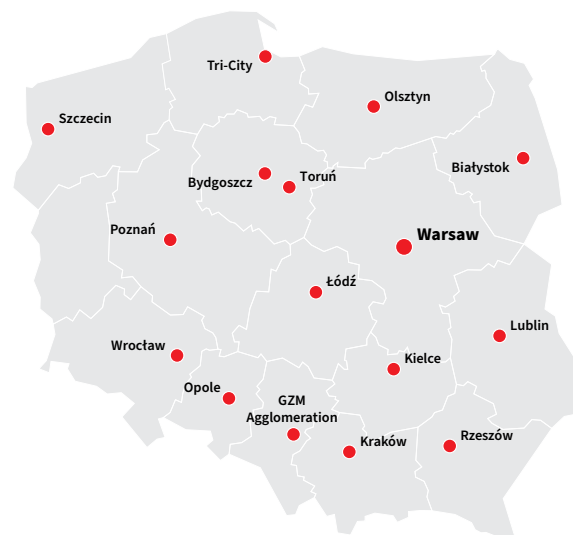 Tri-City
Olsztyn
Szczecin
Białystok
Toruń
Bydgoszcz
Poznań
Warsaw
Łódź
Lublin
Wrocław
Kielce
Opole
GZM
Agglomeration
Kraków
Rzeszów